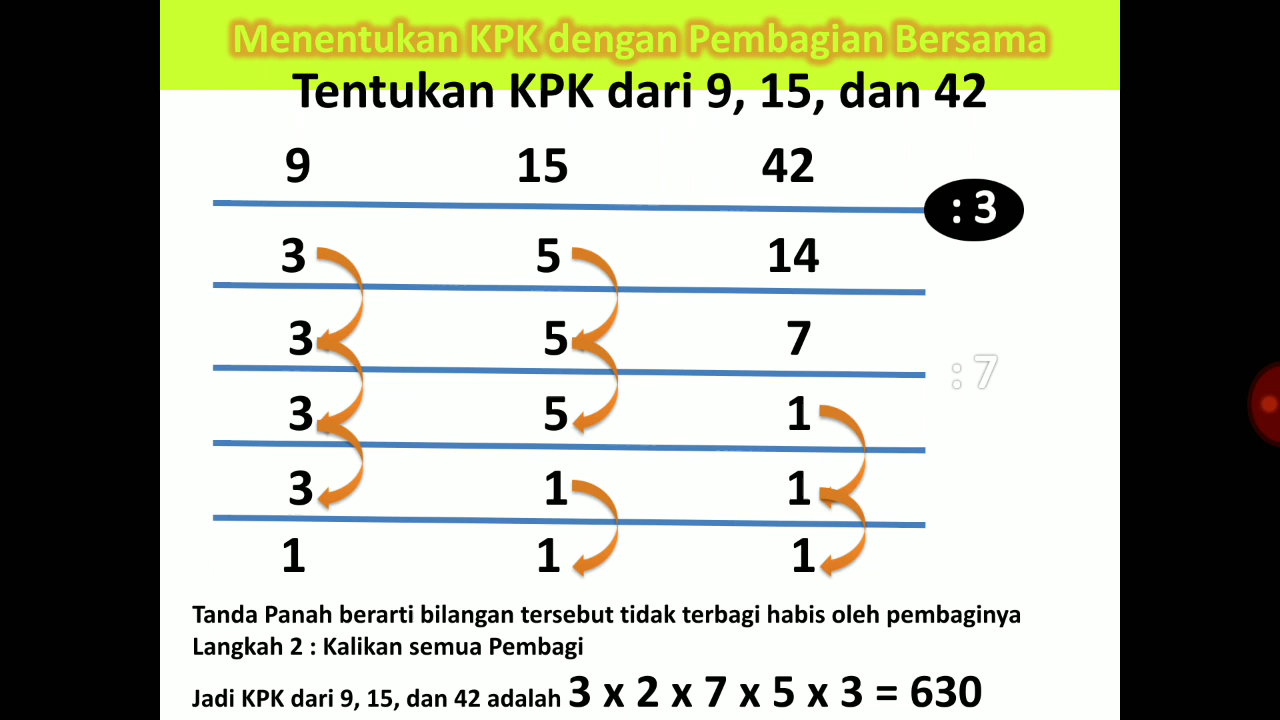 Menentukan KPK dengan Pembagian Bersama
Tentukan KPK dari 9, 15, dan 42
9 15 42
: 3
3 5 14
3 5 7
: 7
3 5 1
3 1 1
1 1 1
Tanda Panah berarti bilangan tersebut tidak terbagi habis oleh pembaginya
Langkah 2 : Kalikan semua Pembagi
Jadi KPK dari 9, 15, dan 42 adalah 3 x 2 x 7 x 5 x 3 = 630